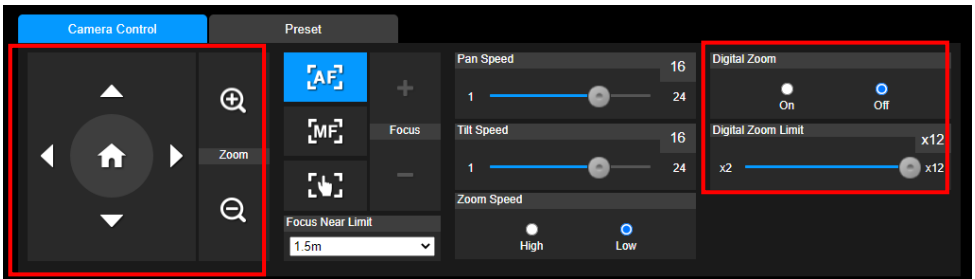 Camera Control
Preset
Zoom
AF
MF
Focus
Focus Near Limit
1.5m
Pan Speed
16
1
24
Tilt Speed
16
1
24
Zoom Speed
High
Low
Digital Zoom
On
Off
Digital Zoom Limit
x12
x2
x12